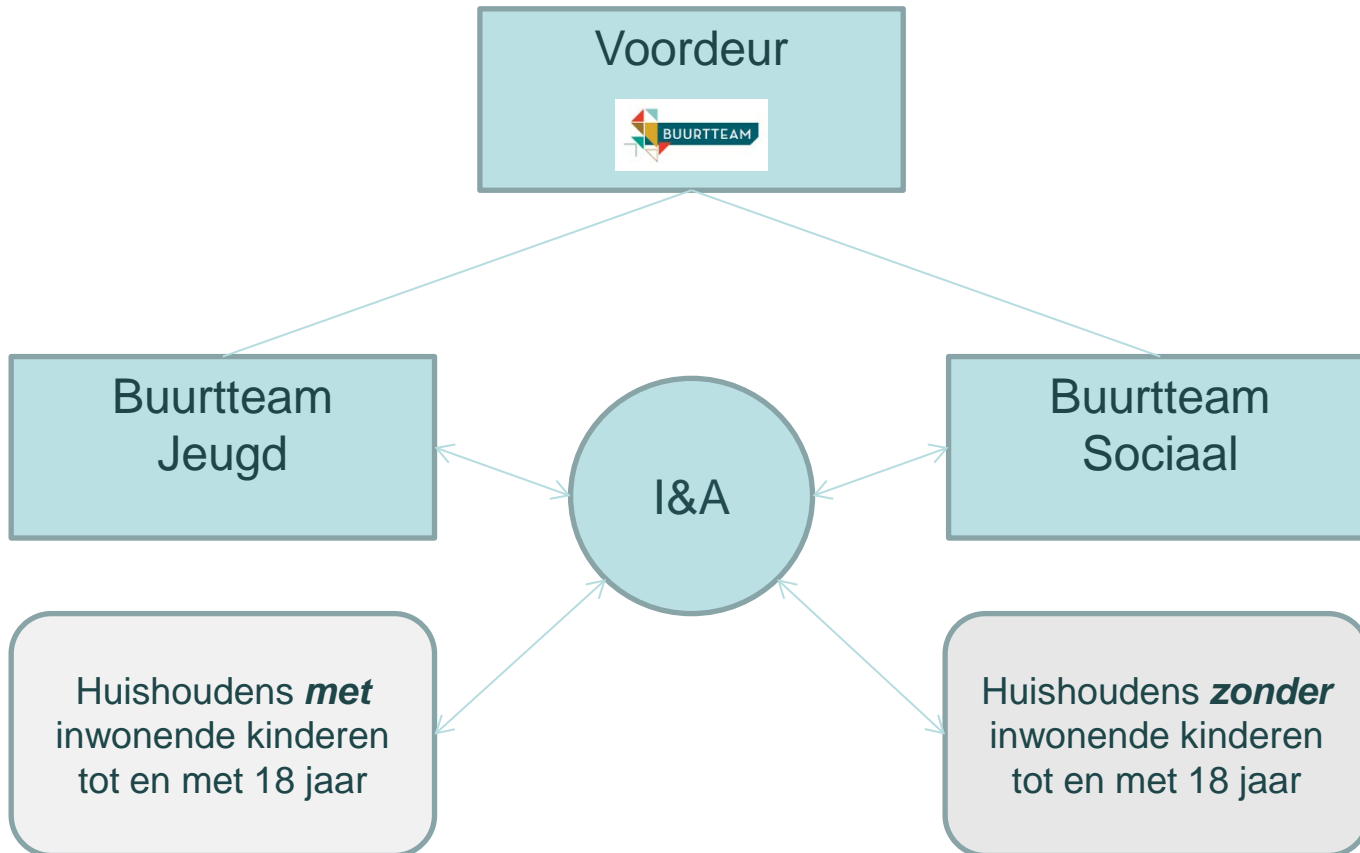 Voordeur
BUURTTEAM
Buurtteam
Jeugd
I&A
Buurtteam
Sociaal
Huishoudens met
inwonende kinderen
tot en met 18 jaar
Huishoudens zonder
inwonende kinderen
tot en met 18 jaar